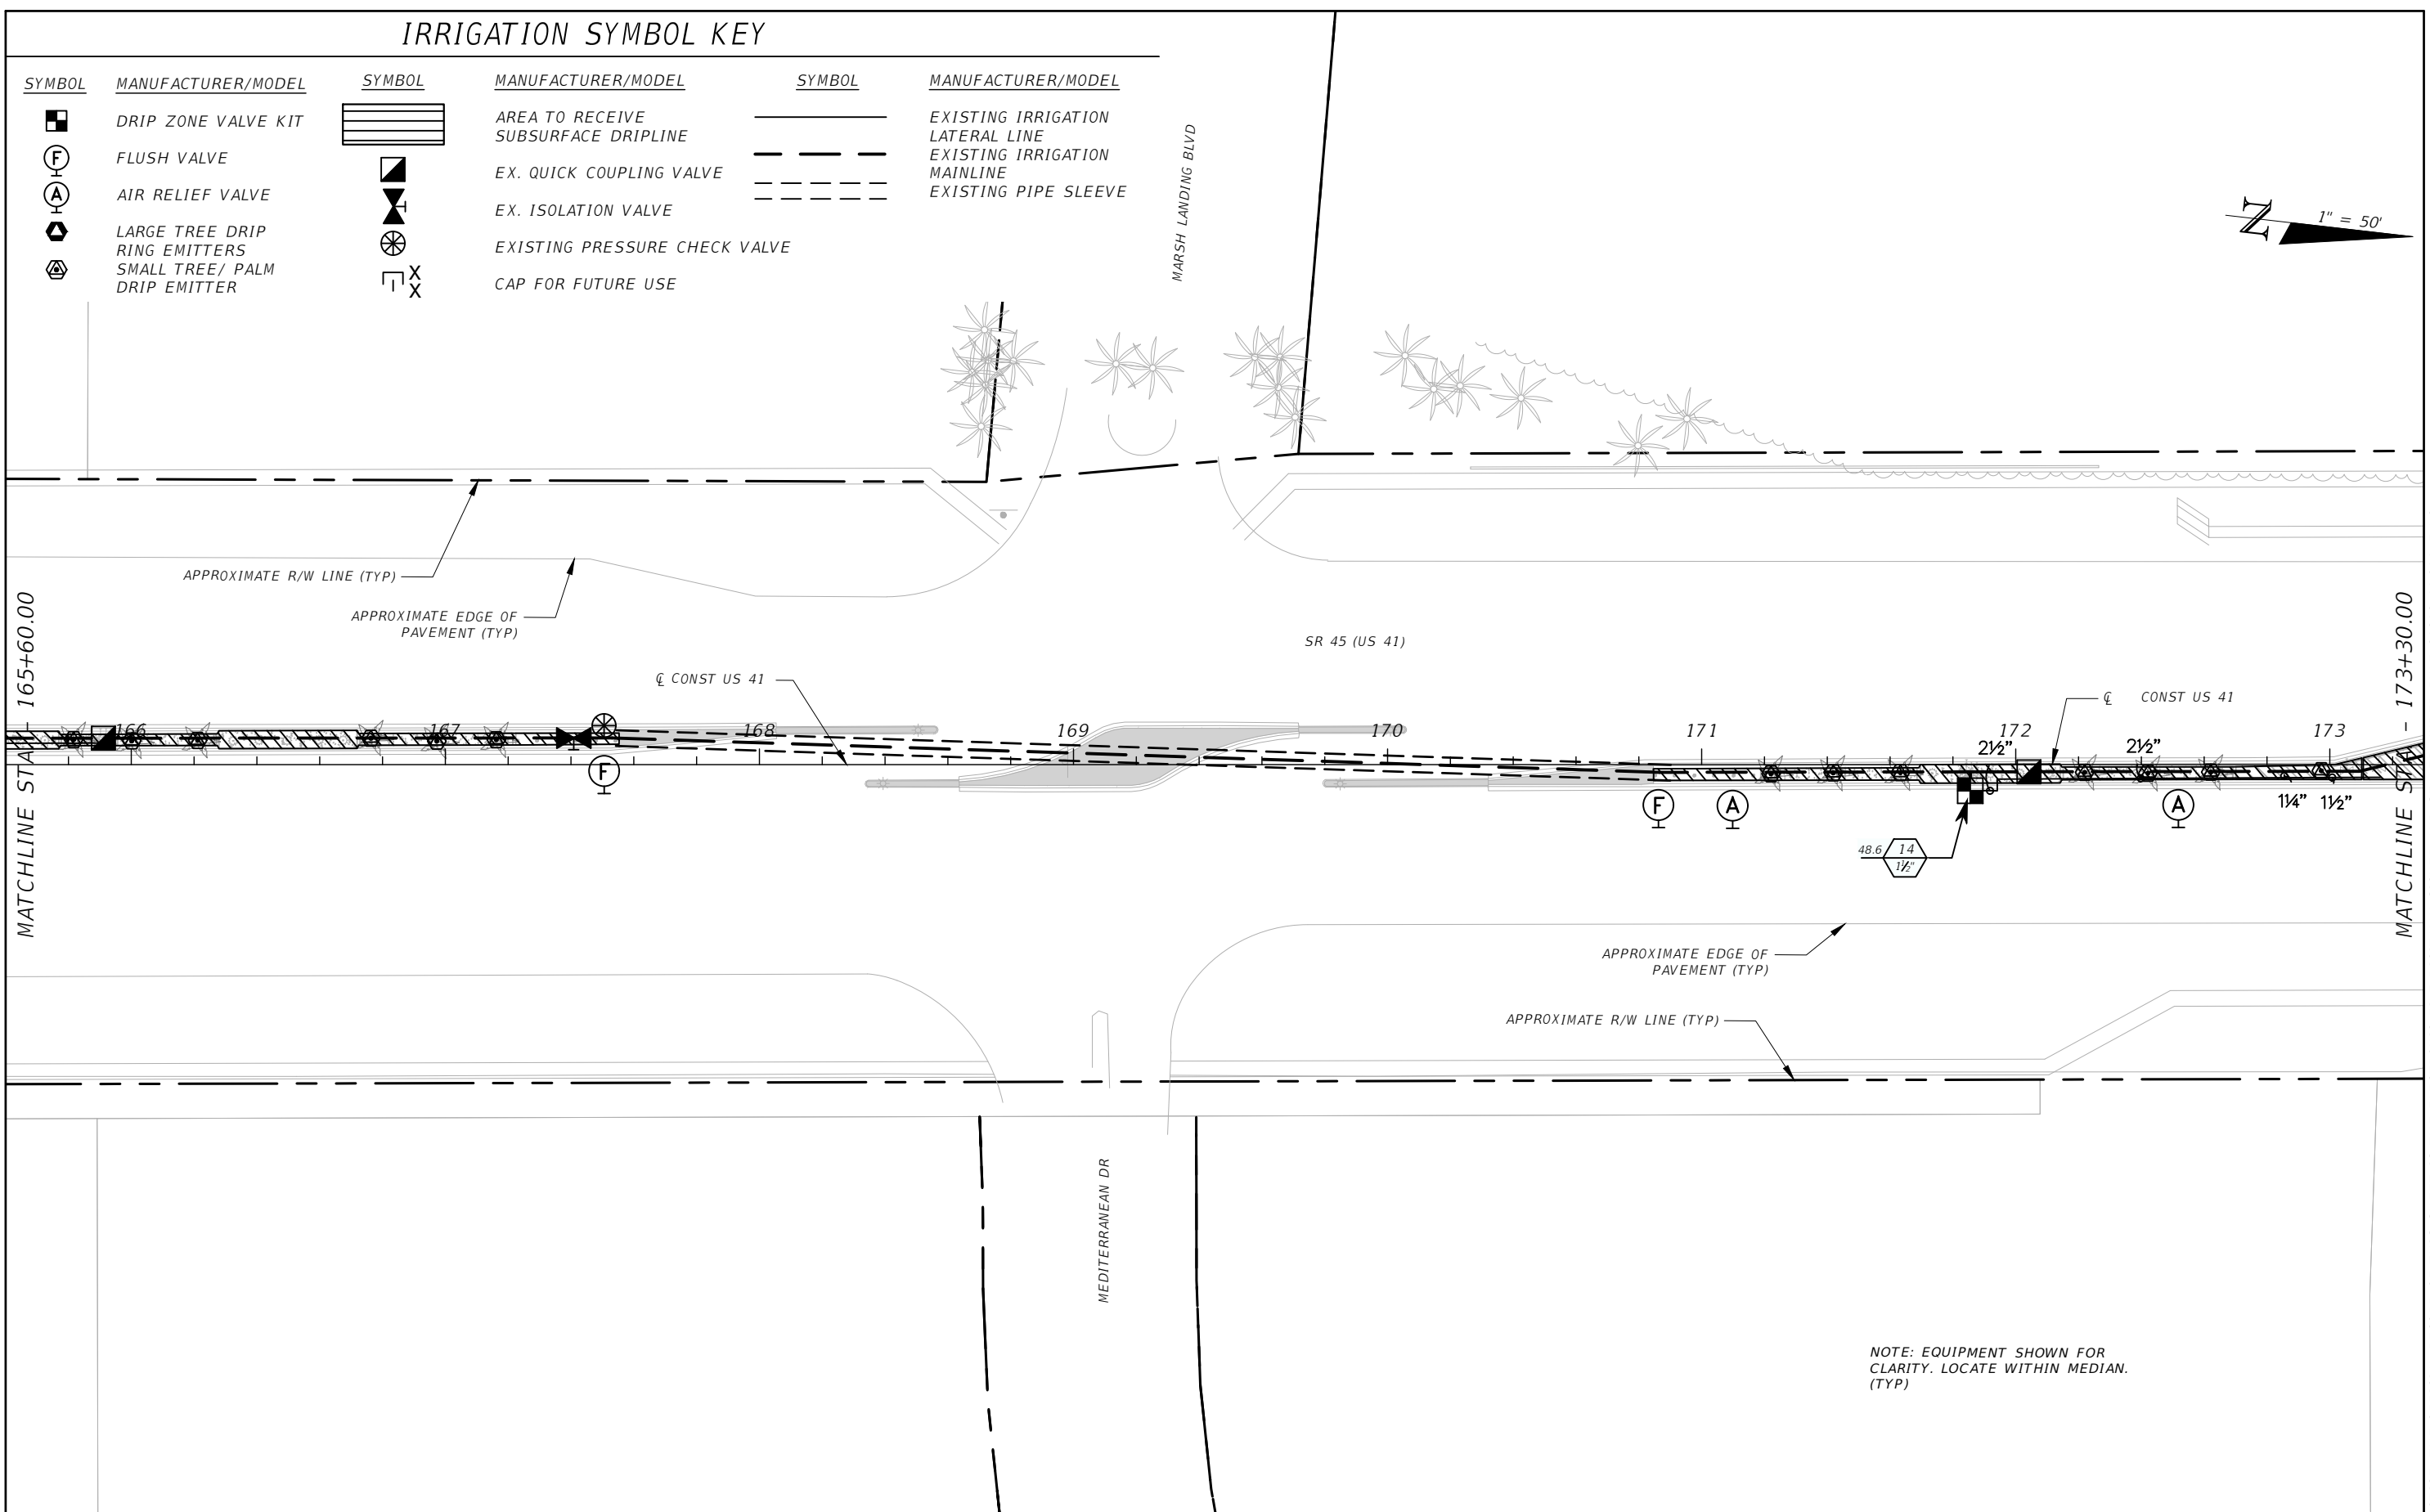 IRRIGATION SYMBOL KEY
SYMBOL MANUFACTURER/MODEL
DRIP ZONE VALVE KIT
F FLUSH VALVE
A AIR RELIEF VALVE
LARGE TREE DRIP
RING EMITTERS
SMALL TREE/ PALM
DRIP EMITTER
SYMBOL MANUFACTURER/MODEL
AREA TO RECEIVE
SUBSURFACE DRIPLINE
EX. QUICK COUPLING VALVE
EX. ISOLATION VALVE
EXISTING PRESSURE CHECK VALVE
X
X
CAP FOR FUTURE USE
SYMBOL MANUFACTURER/MODEL
EXISTING IRRIGATION
LATERAL LINE
EXISTING IRRIGATION
MAINLINE
EXISTING PIPE SLEEVE
MARSH LANDING BLVD
N
1" = 50'
APPROXIMATE R/W LINE (TYP)
APPROXIMATE EDGE OF
PAVEMENT (TYP)
MATCHLINE STA - 165+60.00
SR 45 (US 41)
℄ CONST US 41
℄ CONST US 41
MATCHLINE STA - 173+30.00
166 167 168 169 170 171 172 173
2½” 2½”
F F A A
1¼” 1½”
48.6 14
1½"
APPROXIMATE EDGE OF
PAVEMENT (TYP)
APPROXIMATE R/W LINE (TYP)
MEDITERRANEAN DR
NOTE: EQUIPMENT SHOWN FOR
CLARITY. LOCATE WITHIN MEDIAN.
(TYP)